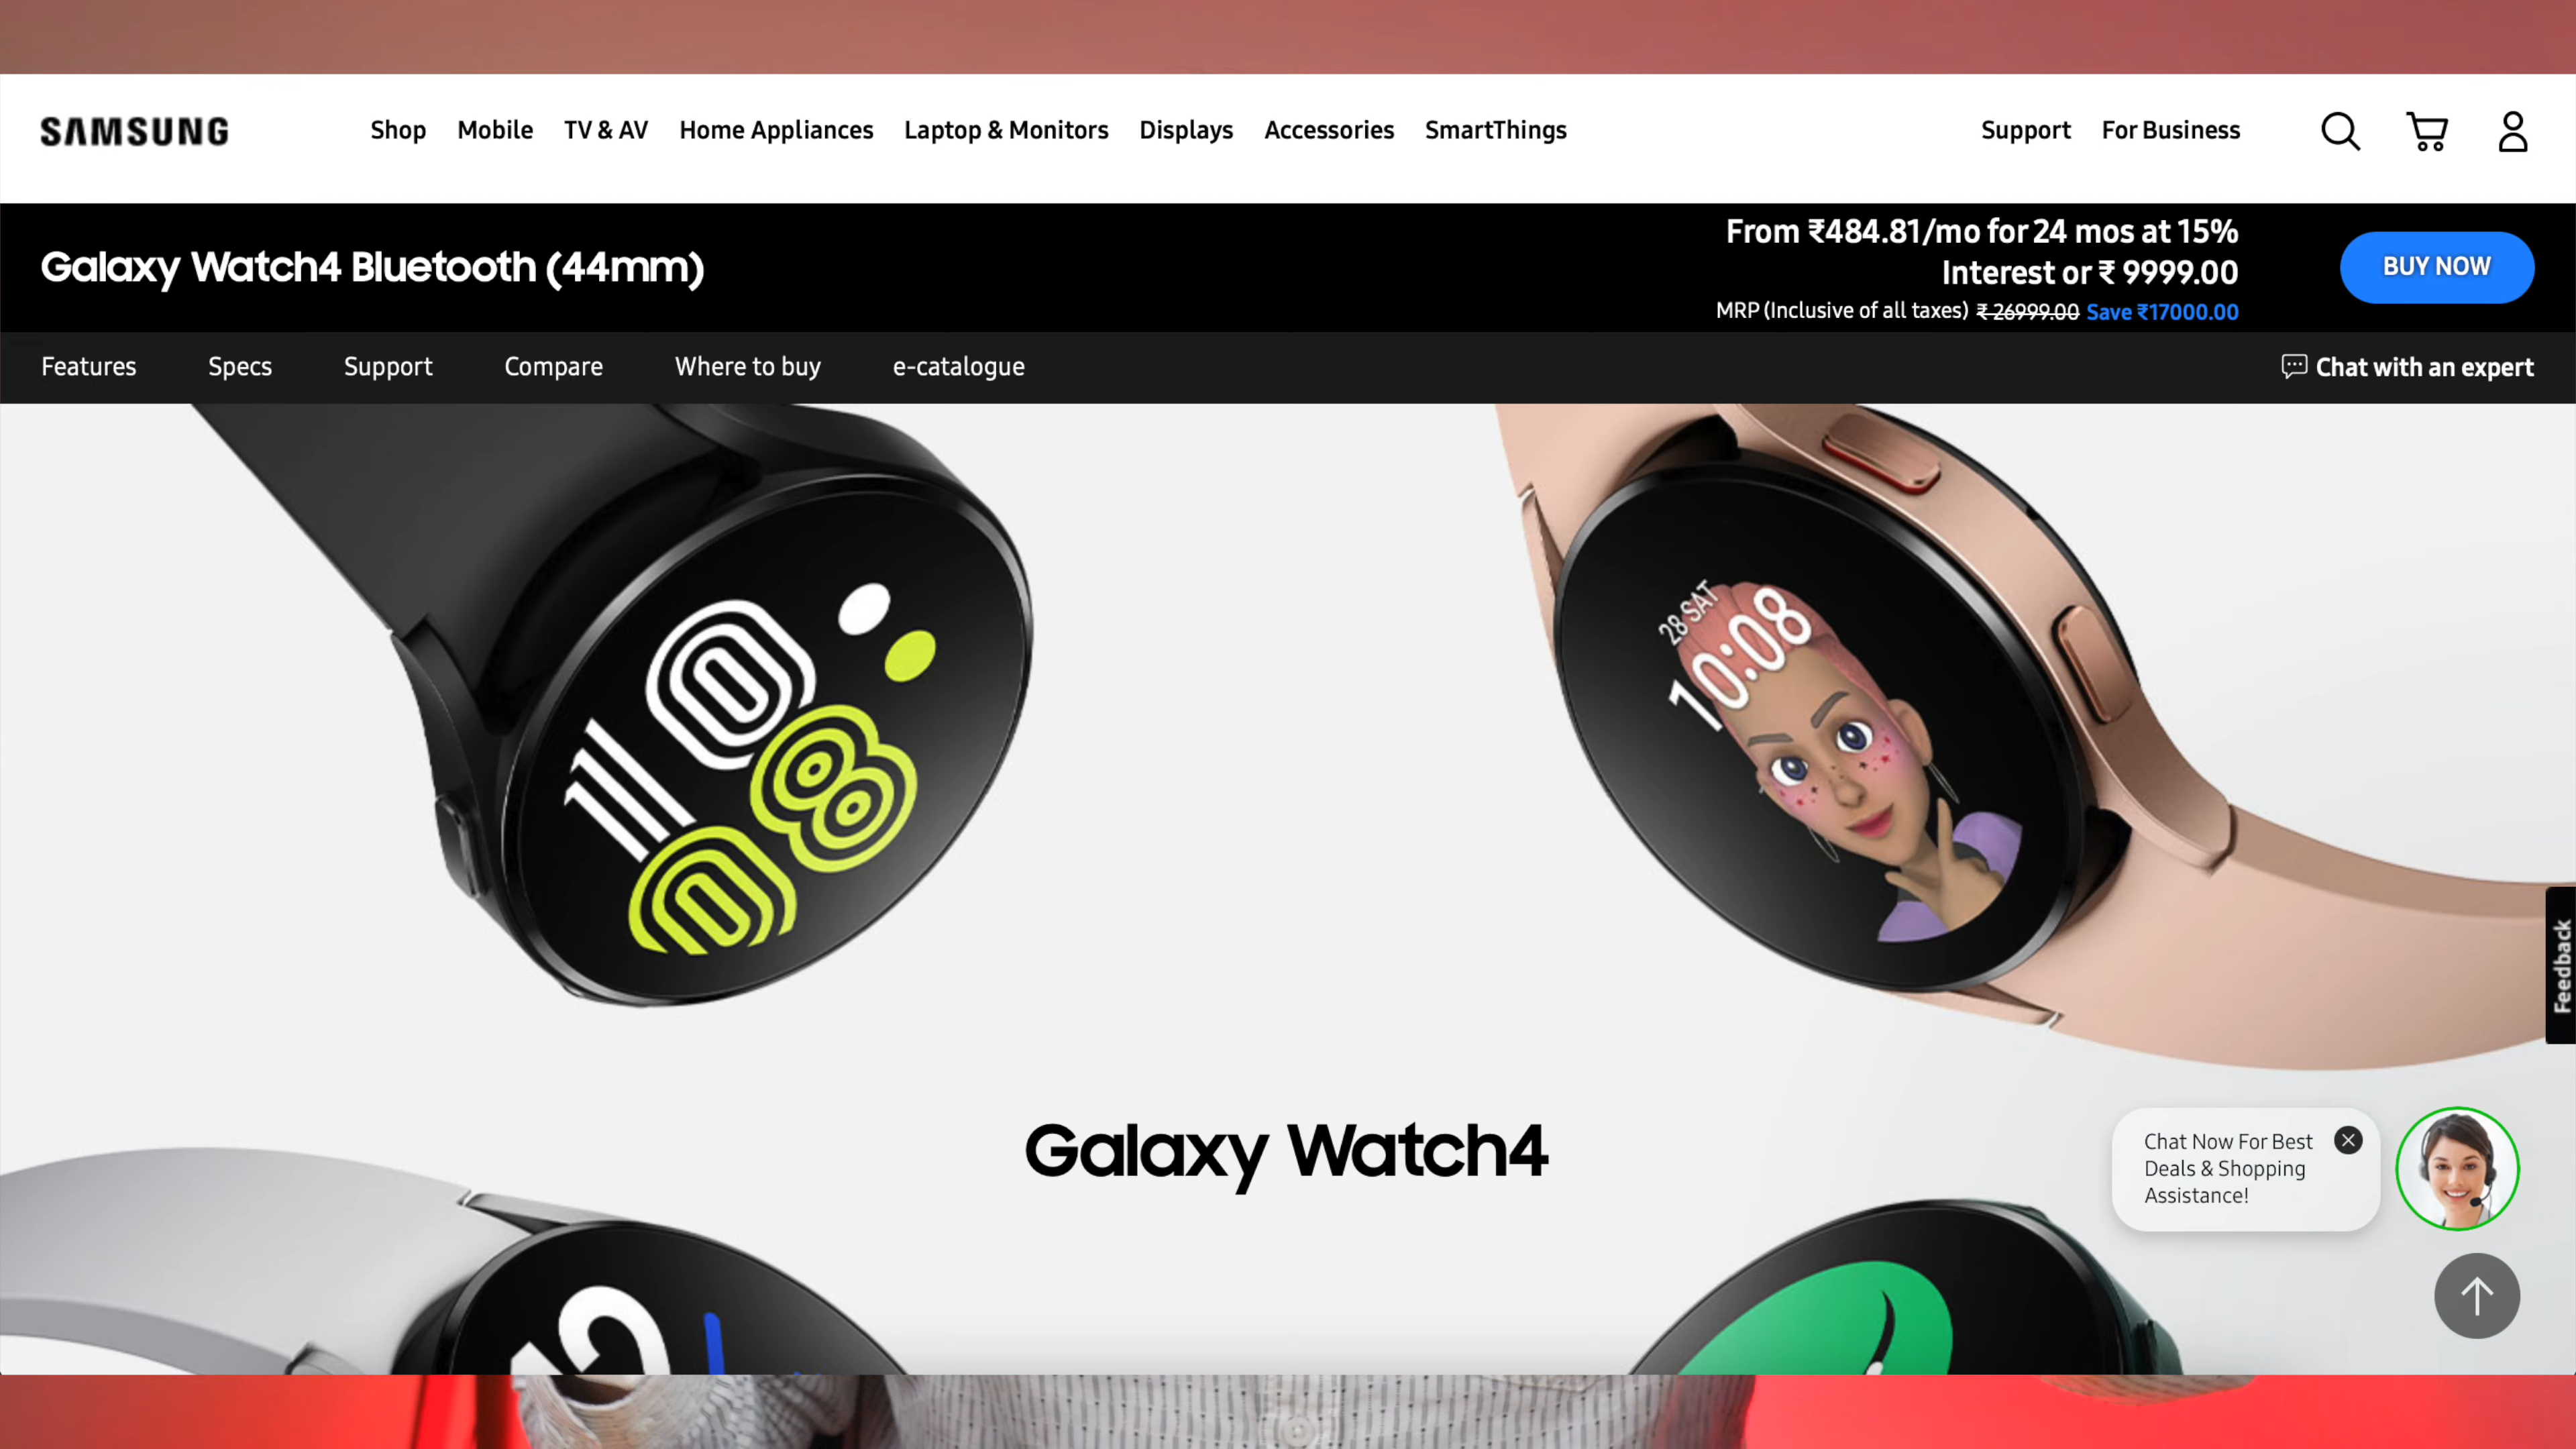 SAMSUNG
Shop Mobile TV & AV Home Appliances Laptop & Monitors Displays Accessories SmartThings
Support For Business
Galaxy Watch4 Bluetooth (44mm)
From ₹484.81/mo for 24 mos at 15%
Interest or ₹ 9999.00
MRP (Inclusive of all taxes) ₹ 26999.00 Save ₹17000.00
BUY NOW
Features Specs Support Compare Where to buy e-catalogue
Chat with an expert
10
08
28 SAT
10:08
Feedback
Galaxy Watch4
Chat Now For Best
Deals & Shopping
Assistance!